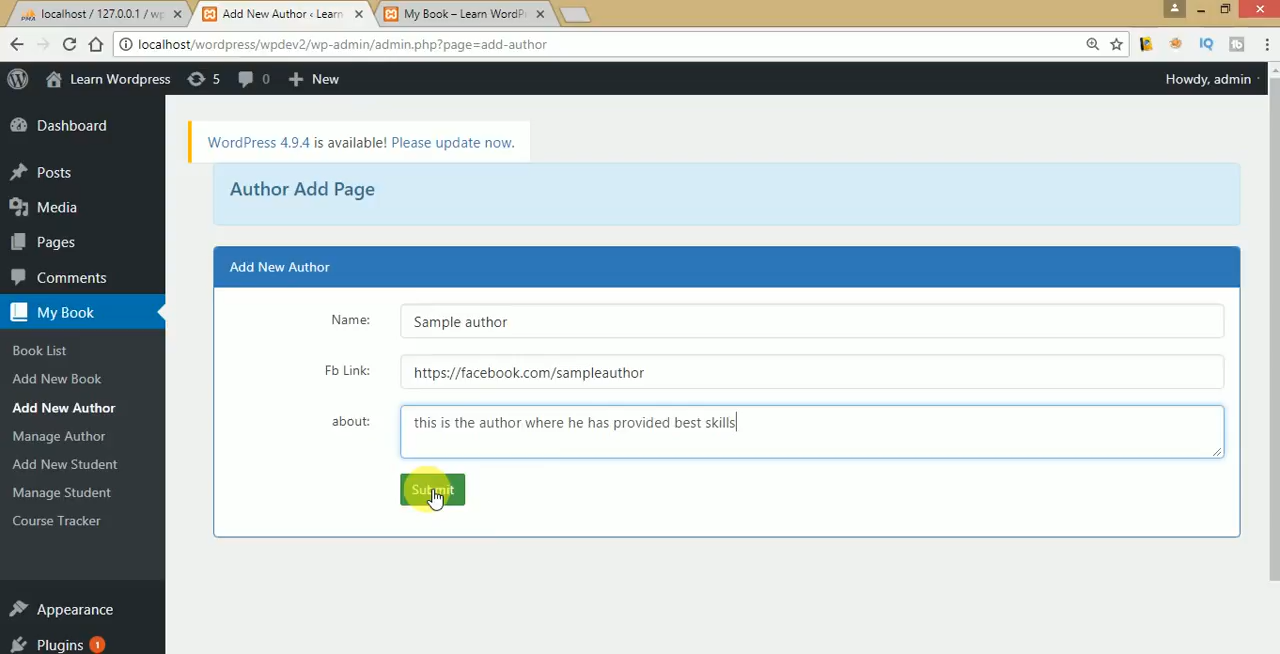 localhost / 127.0.0.1 / wp
Add New Author ‹ Learn
My Book – Learn WordPr
localhost/wordpress/wpdev2/wp-admin/admin.php?page=add-author
Learn Wordpress
5
0
New
Howdy, admin
Dashboard
Posts
Media
Pages
Comments
My Book
Book List
Add New Book
Add New Author
Manage Author
Add New Student
Manage Student
Course Tracker
Appearance
Plugins 1
WordPress 4.9.4 is available! Please update now.
Author Add Page
Add New Author
Name: Sample author
Fb Link: https://facebook.com/sampleauthor
about: this is the author where he has provided best skills
Submit